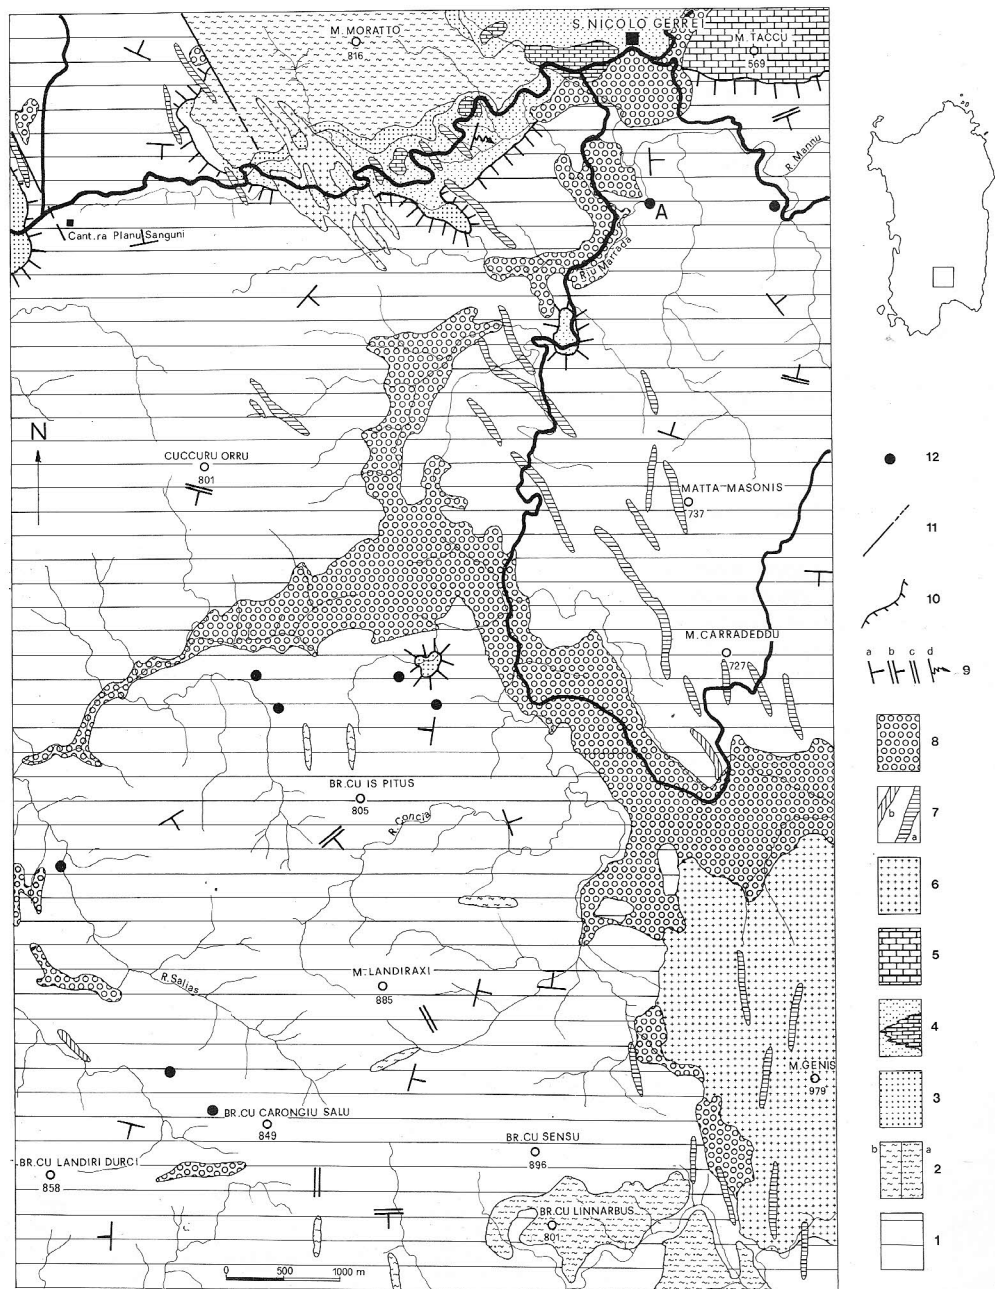 S. NICOLO GERREI
M. MORATTO
816
M. TACCU
569
R. Mannu
A
Cant.ra Planu Sanguni
Riu Marrada
N
CUCCURU ORRU
801
MATTA MASONIS
737
M. CARRADEDDU
727
BR.CU IS PITUS
805
R. Concia
M. LANDIRAXI
885
R. Salias
M. GENIS
979
BR.CU CARONGIU SALU
849
BR.CU SENSU
896
BR.CU LANDIRI DURCI
858
BR.CU LINNARBUS
801
0 500 1000 m
12
11
10
a b c d
9
8
b a
7
6
5
4
3
b a
2
1